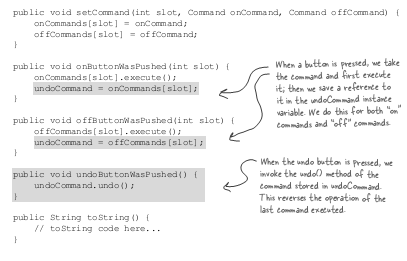 public void setCommand(int slot, Command onCommand, Command offCommand) {
onCommands[slot] = onCommand;
offCommands[slot] = offCommand;
}
public void onButtonWasPushed(int slot) {
onCommands[slot].execute();
undoCommand = onCommands[slot];
}
When a button is pressed, we take
the command and first execute
it; then we save a reference to
it in the undoCommand instance
variable. We do this for both "on"
commands and "off" commands.
public void offButtonWasPushed(int slot) {
offCommands[slot].execute();
undoCommand = offCommands[slot];
}
public void undoButtonWasPushed() {
undoCommand.undo();
}
When the undo button is pressed, we
invoke the undo() method of the
command stored in undoCommand.
This reverses the operation of the
last command executed.
public String toString() {
// toString code here...
}